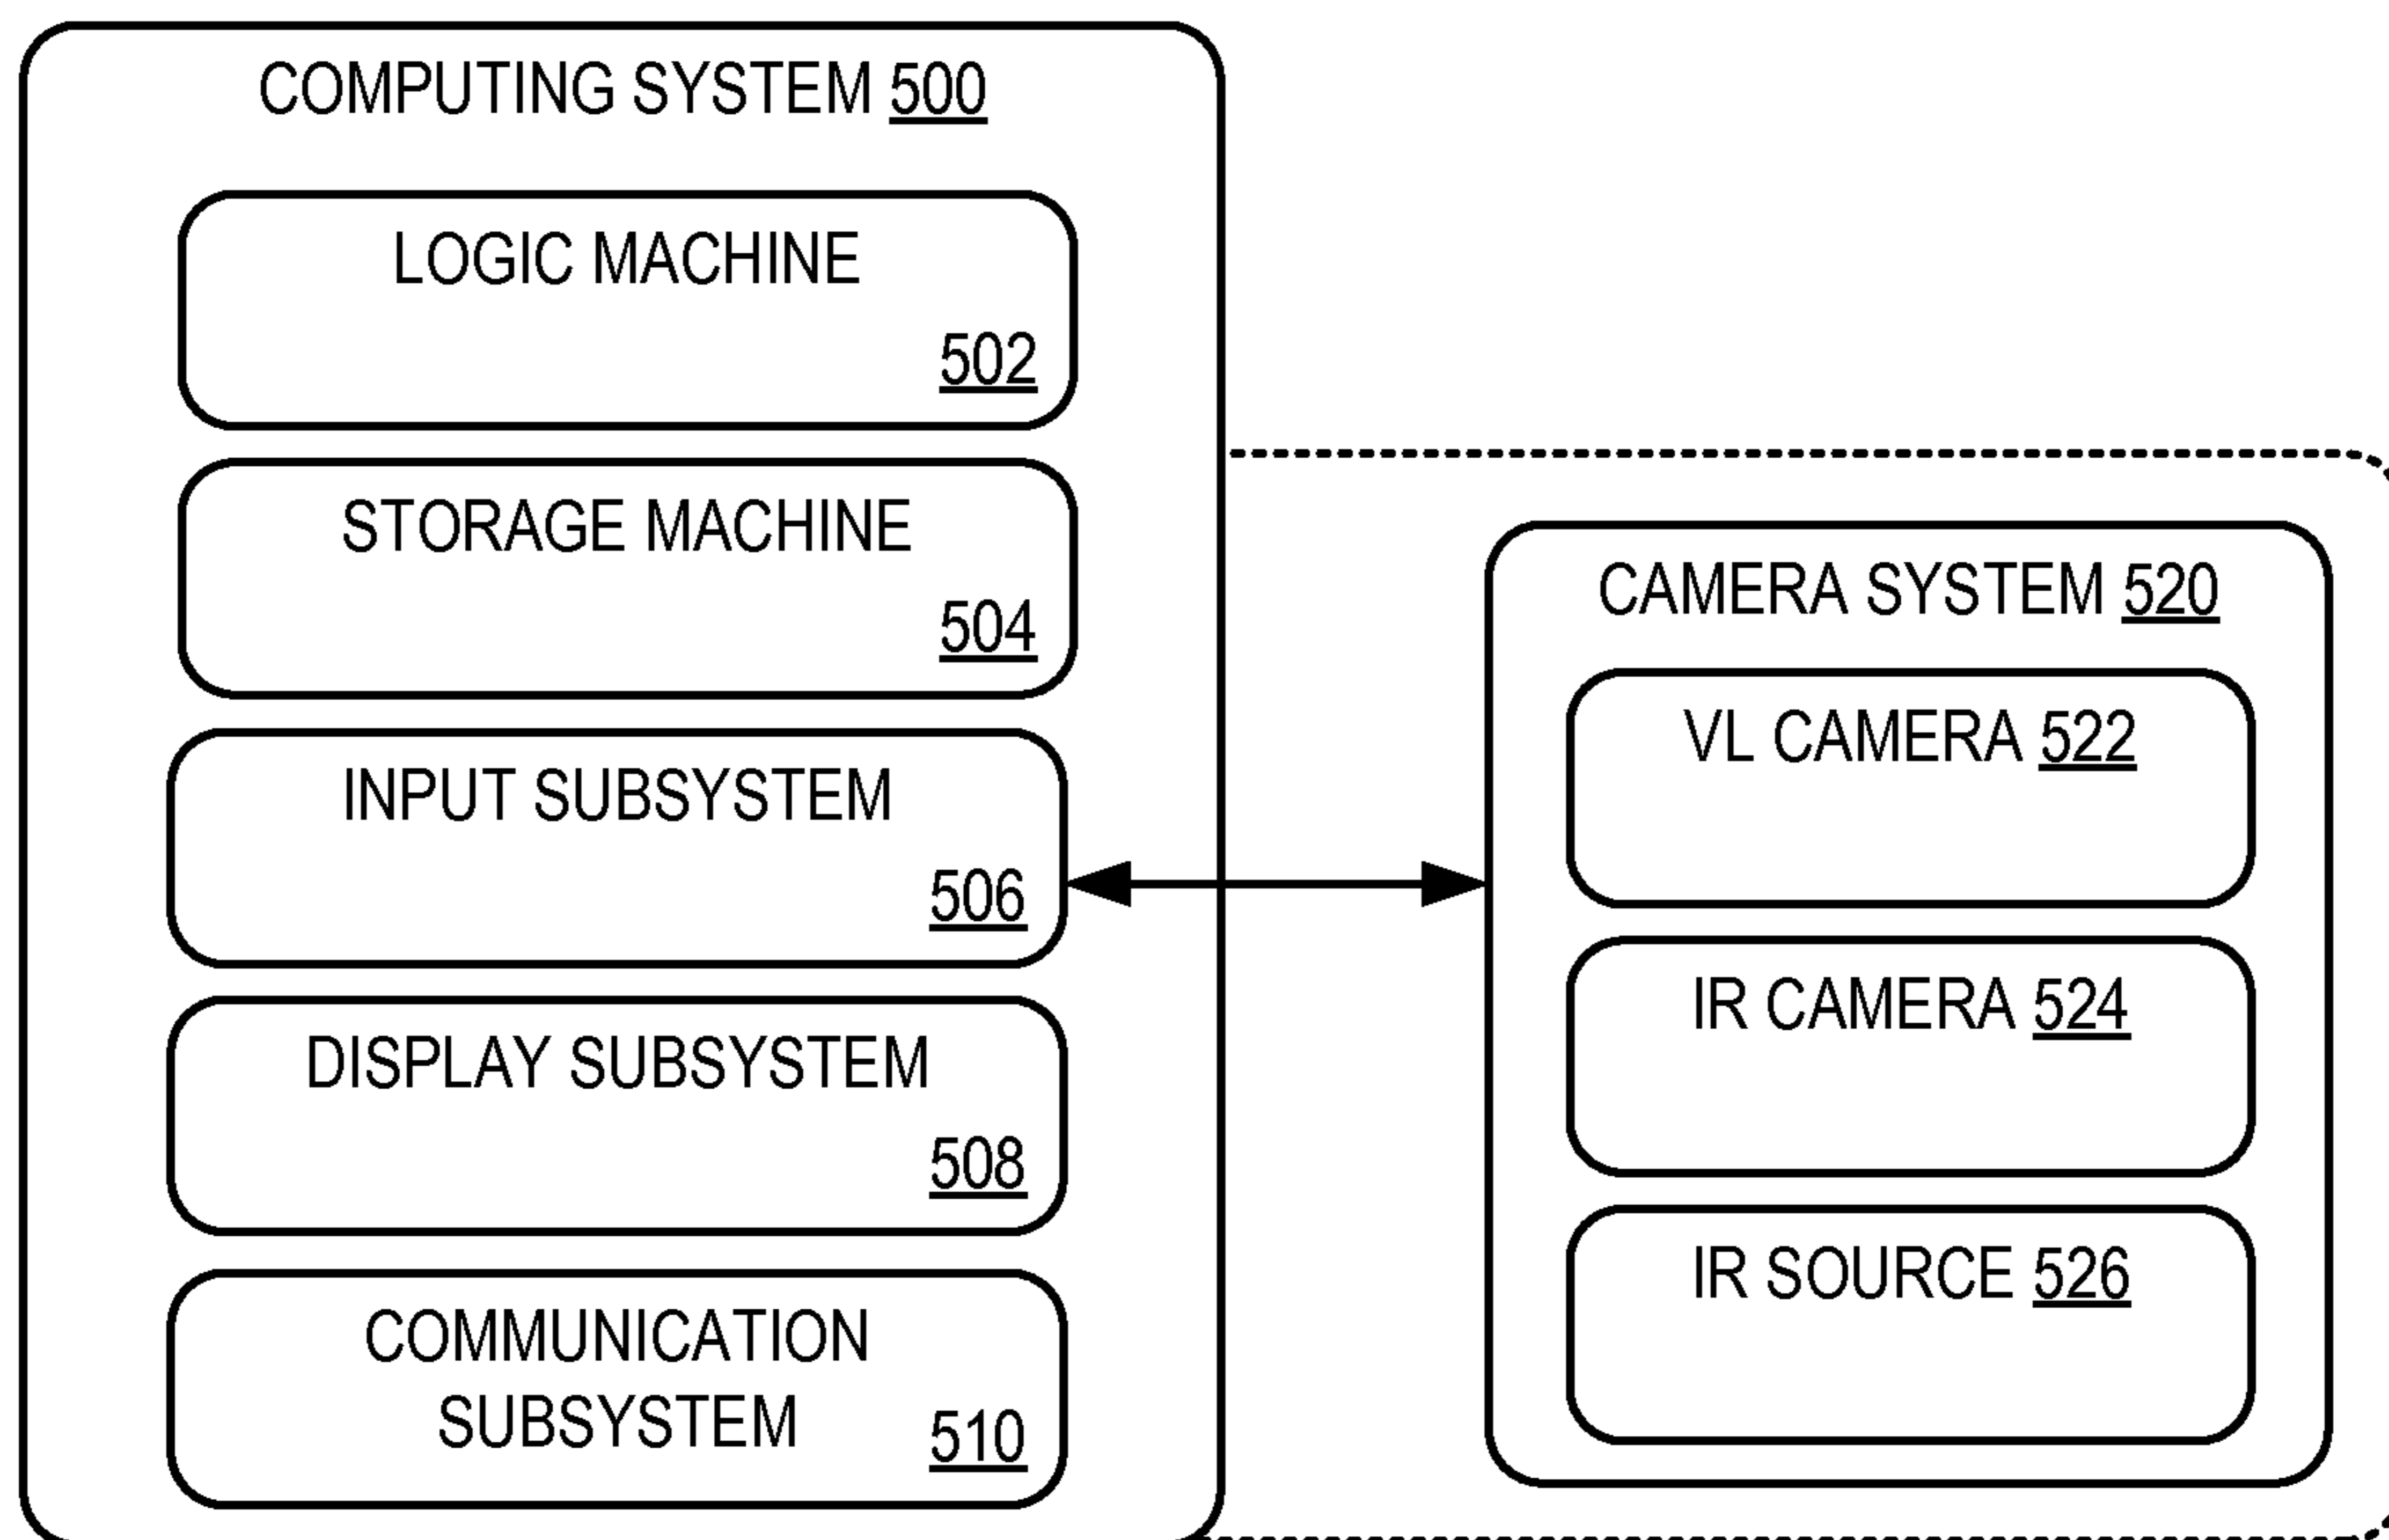 COMPUTING SYSTEM 500
LOGIC MACHINE
502
STORAGE MACHINE
504
INPUT SUBSYSTEM
506
DISPLAY SUBSYSTEM
508
COMMUNICATION
SUBSYSTEM 510
CAMERA SYSTEM 520
VL CAMERA 522
IR CAMERA 524
IR SOURCE 526